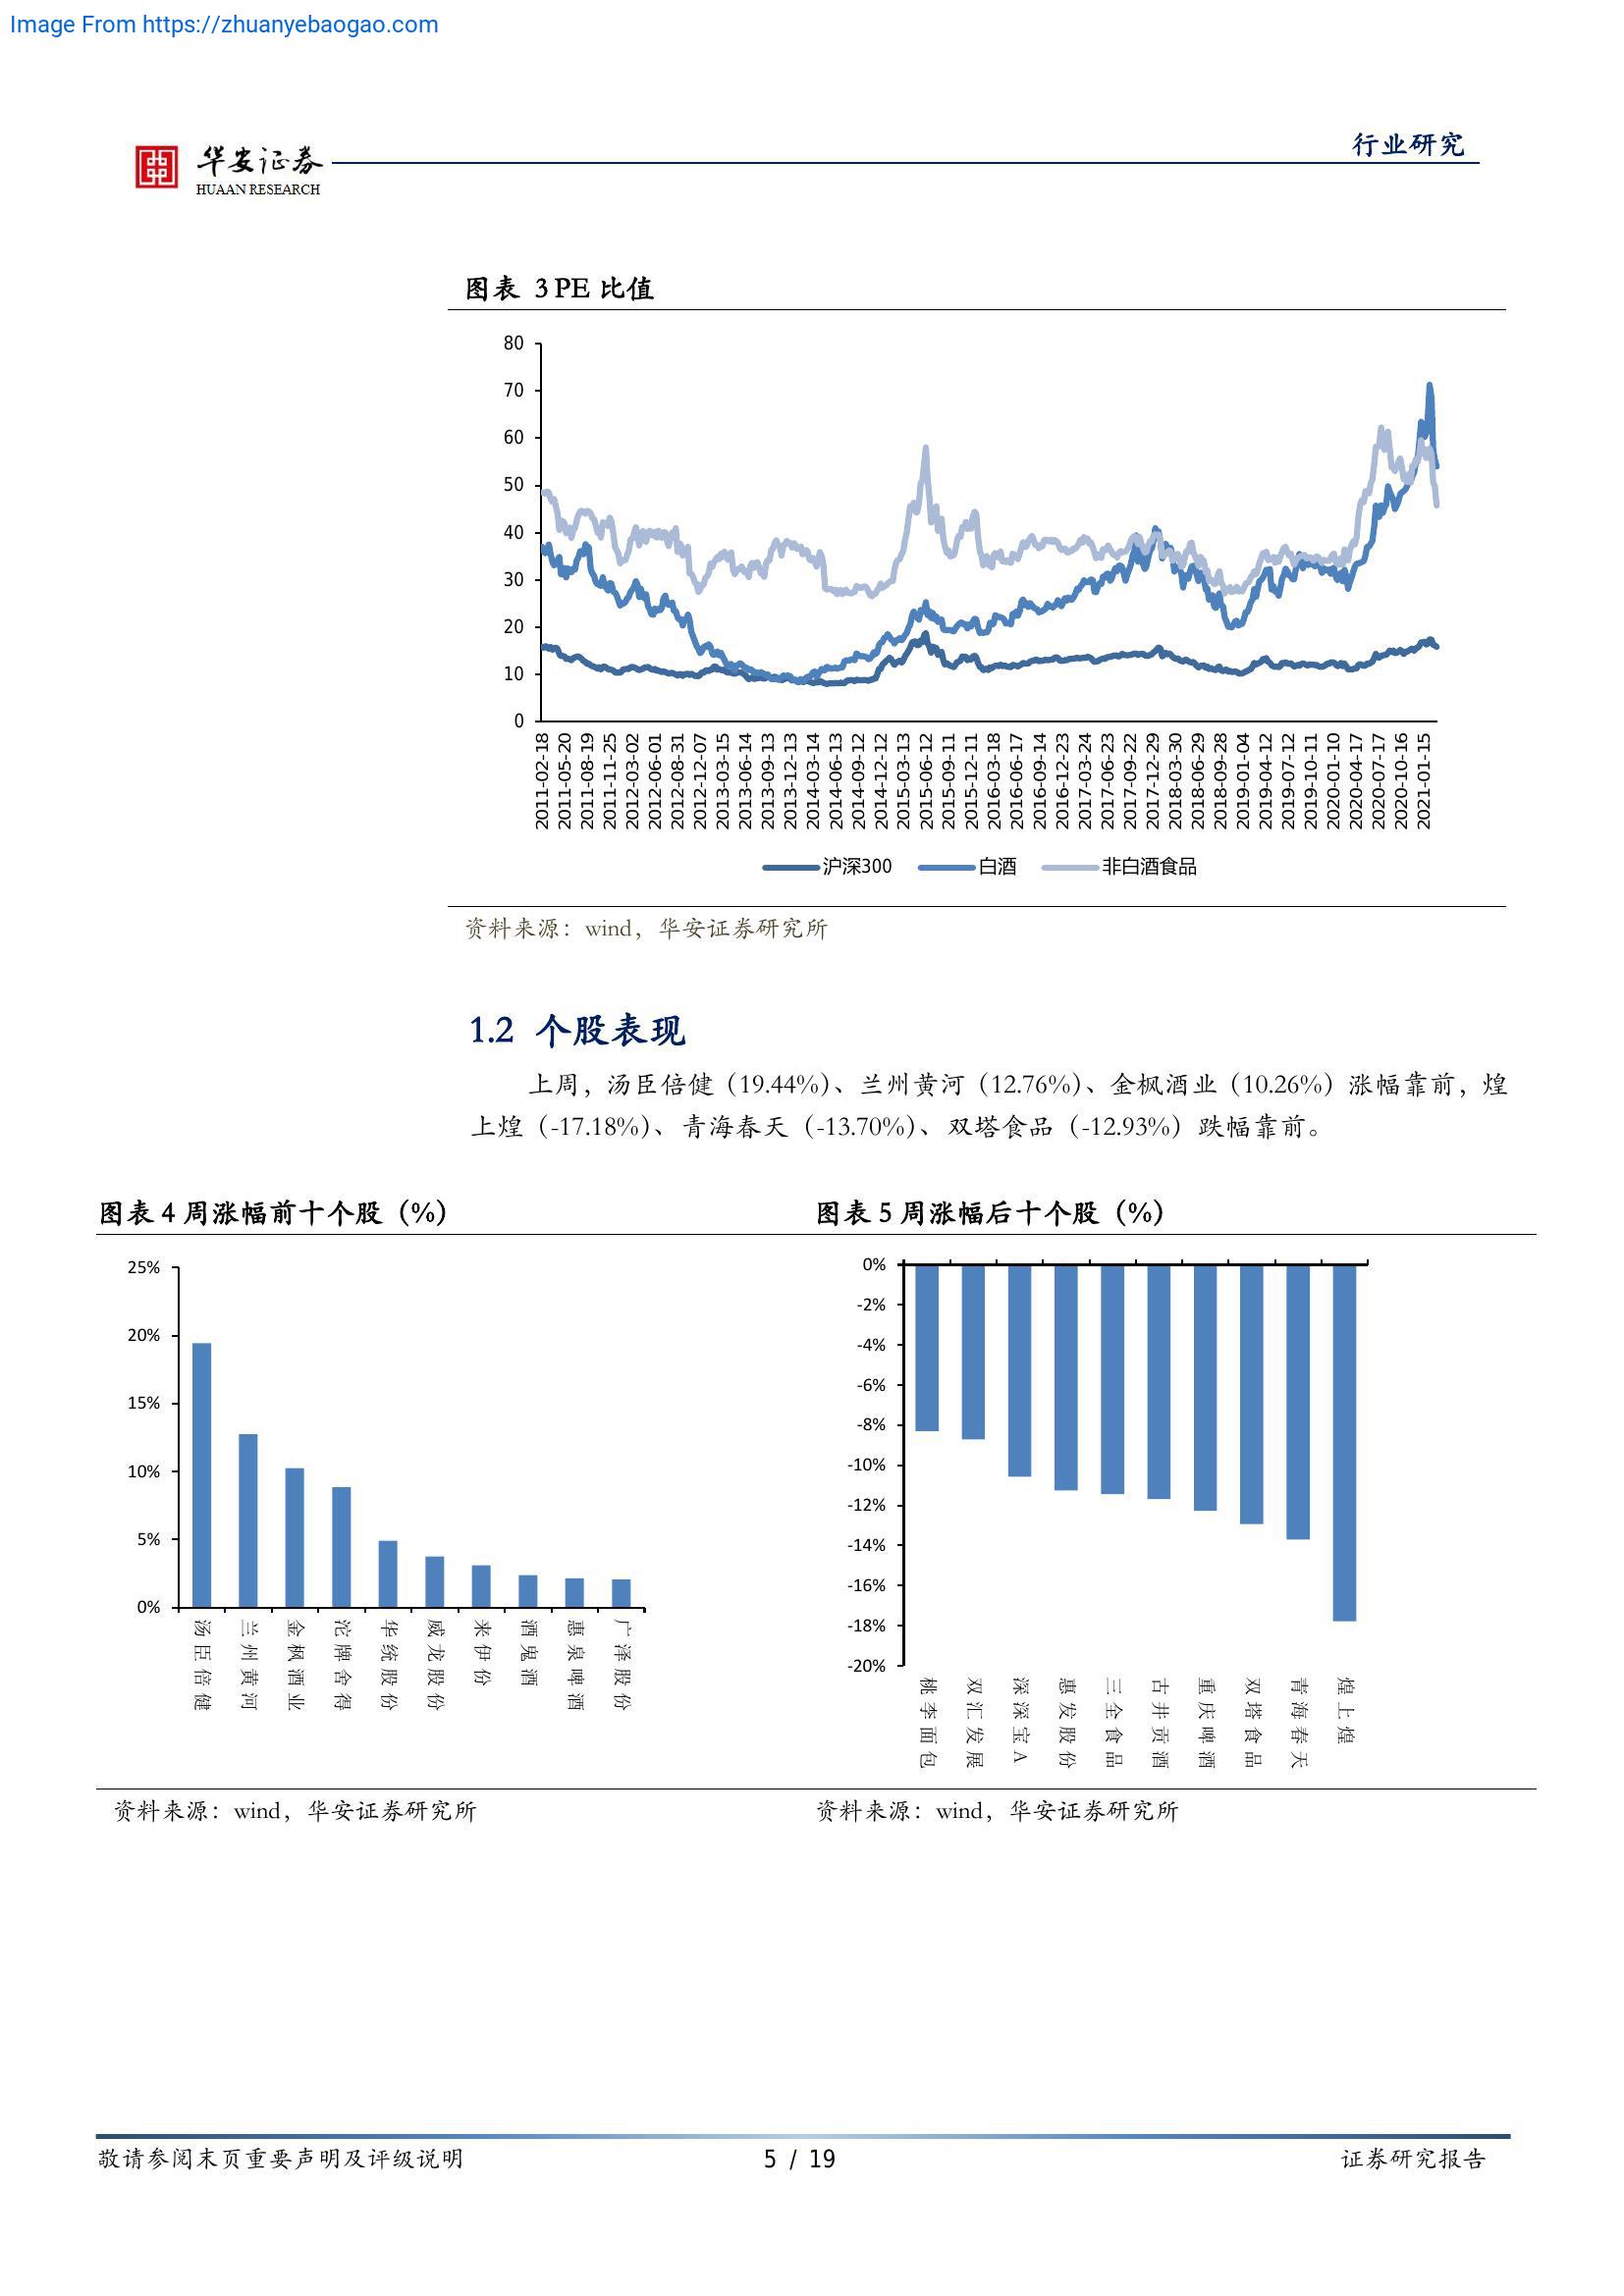 Image From https://zhuanyebaogao.com
华安证券
HUAAN RESEARCH
行业研究
图表 3 PE 比值
80
70
60
50
40
30
20
10
0
2011-02-18
2011-05-20
2011-08-19
2011-11-25
2012-03-02
2012-06-01
2012-08-31
2012-12-07
2013-03-15
2013-06-14
2013-09-13
2013-12-13
2014-03-14
2014-06-13
2014-09-12
2014-12-12
2015-03-13
2015-06-12
2015-09-11
2015-12-11
2016-03-18
2016-06-17
2016-09-14
2016-12-23
2017-03-24
2017-06-23
2017-09-22
2017-12-29
2018-03-30
2018-06-29
2018-09-28
2019-01-04
2019-04-12
2019-07-12
2019-10-11
2020-01-10
2020-04-17
2020-07-17
2020-10-16
2021-01-15
沪深300 白酒 非白酒食品
资料来源：wind，华安证券研究所
1.2 个股表现
上周，汤臣倍健（19.44%）、兰州黄河（12.76%）、金枫酒业（10.26%）涨幅靠前，煌
上煌（-17.18%）、青海春天（-13.70%）、双塔食品（-12.93%）跌幅靠前。
图表 4 周涨幅前十个股（%）
25%
20%
15%
10%
5%
0%
汤臣倍健
兰州黄河
金枫酒业
沱牌舍得
华统股份
威龙股份
来伊份
酒鬼酒
惠泉啤酒
广泽股份
资料来源：wind，华安证券研究所
图表 5 周涨幅后十个股（%）
0%
-2%
-4%
-6%
-8%
-10%
-12%
-14%
-16%
-18%
-20%
桃李面包
双汇发展
深深宝A
惠发股份
三全食品
古井贡酒
重庆啤酒
双塔食品
青海春天
煌上煌
资料来源：wind，华安证券研究所
敬请参阅末页重要声明及评级说明 5 / 19 证券研究报告